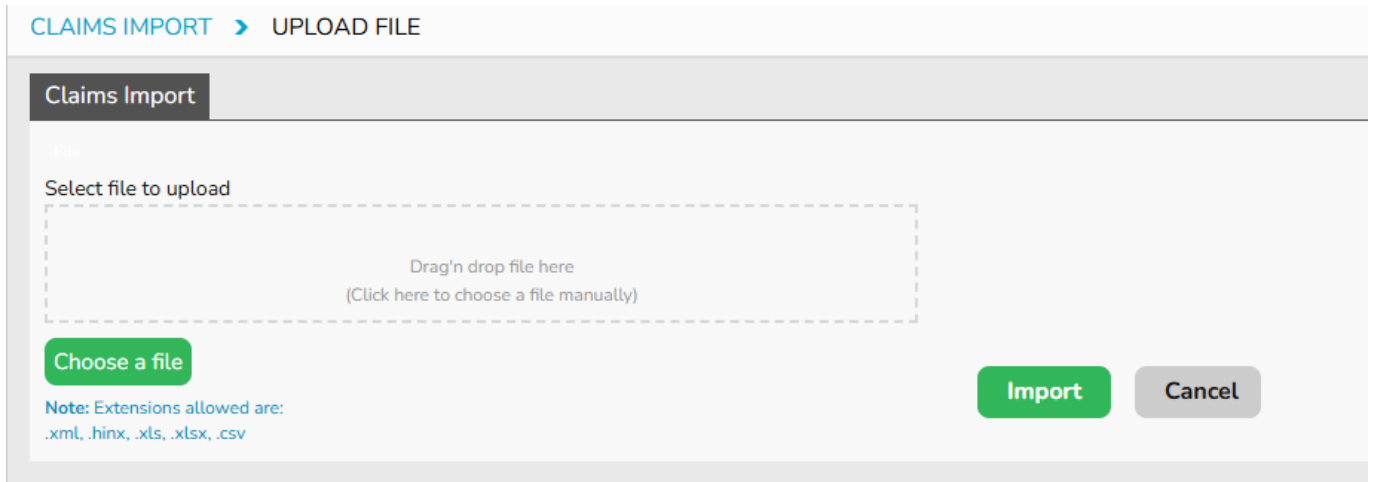 CLAIMS IMPORT > UPLOAD FILE
Claims Import
File
Select file to upload
Drag'n drop file here
(Click here to choose a file manually)
Choose a file
Import Cancel
Note: Extensions allowed are:
.xml, .hinx, .xls, .xlsx, .csv